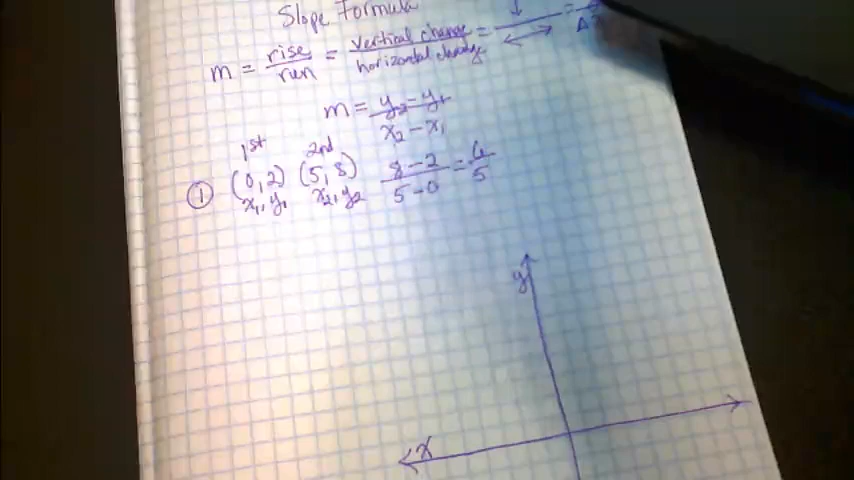 Slope Formula
m = rise/run = vertical change/horizontal change = ↓/↔ =
m = y₂-y₁/x₂-x₁
1st 2nd
① (0,2) (5,8) 8-2/5-0 = 6/5
x₁,y₁ x₂,y₂
y
x